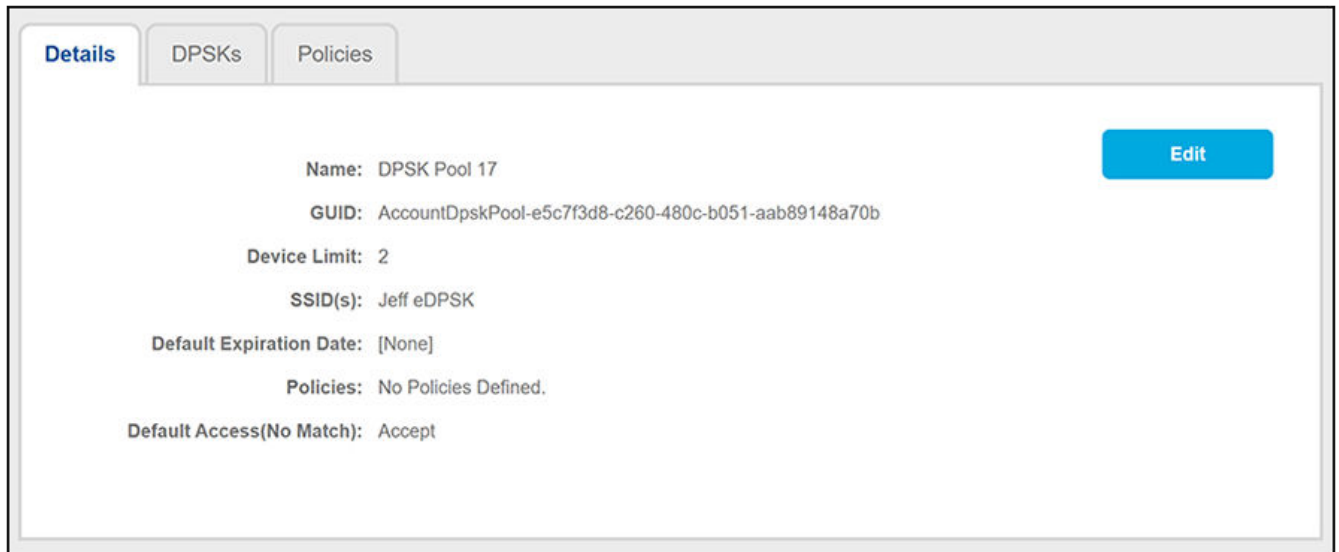 Details DPSKs Policies
Edit
Name: DPSK Pool 17
GUID: AccountDpskPool-e5c7f3d8-c260-480c-b051-aab89148a70b
Device Limit: 2
SSID(s): Jeff eDPSK
Default Expiration Date: [None]
Policies: No Policies Defined.
Default Access(No Match): Accept